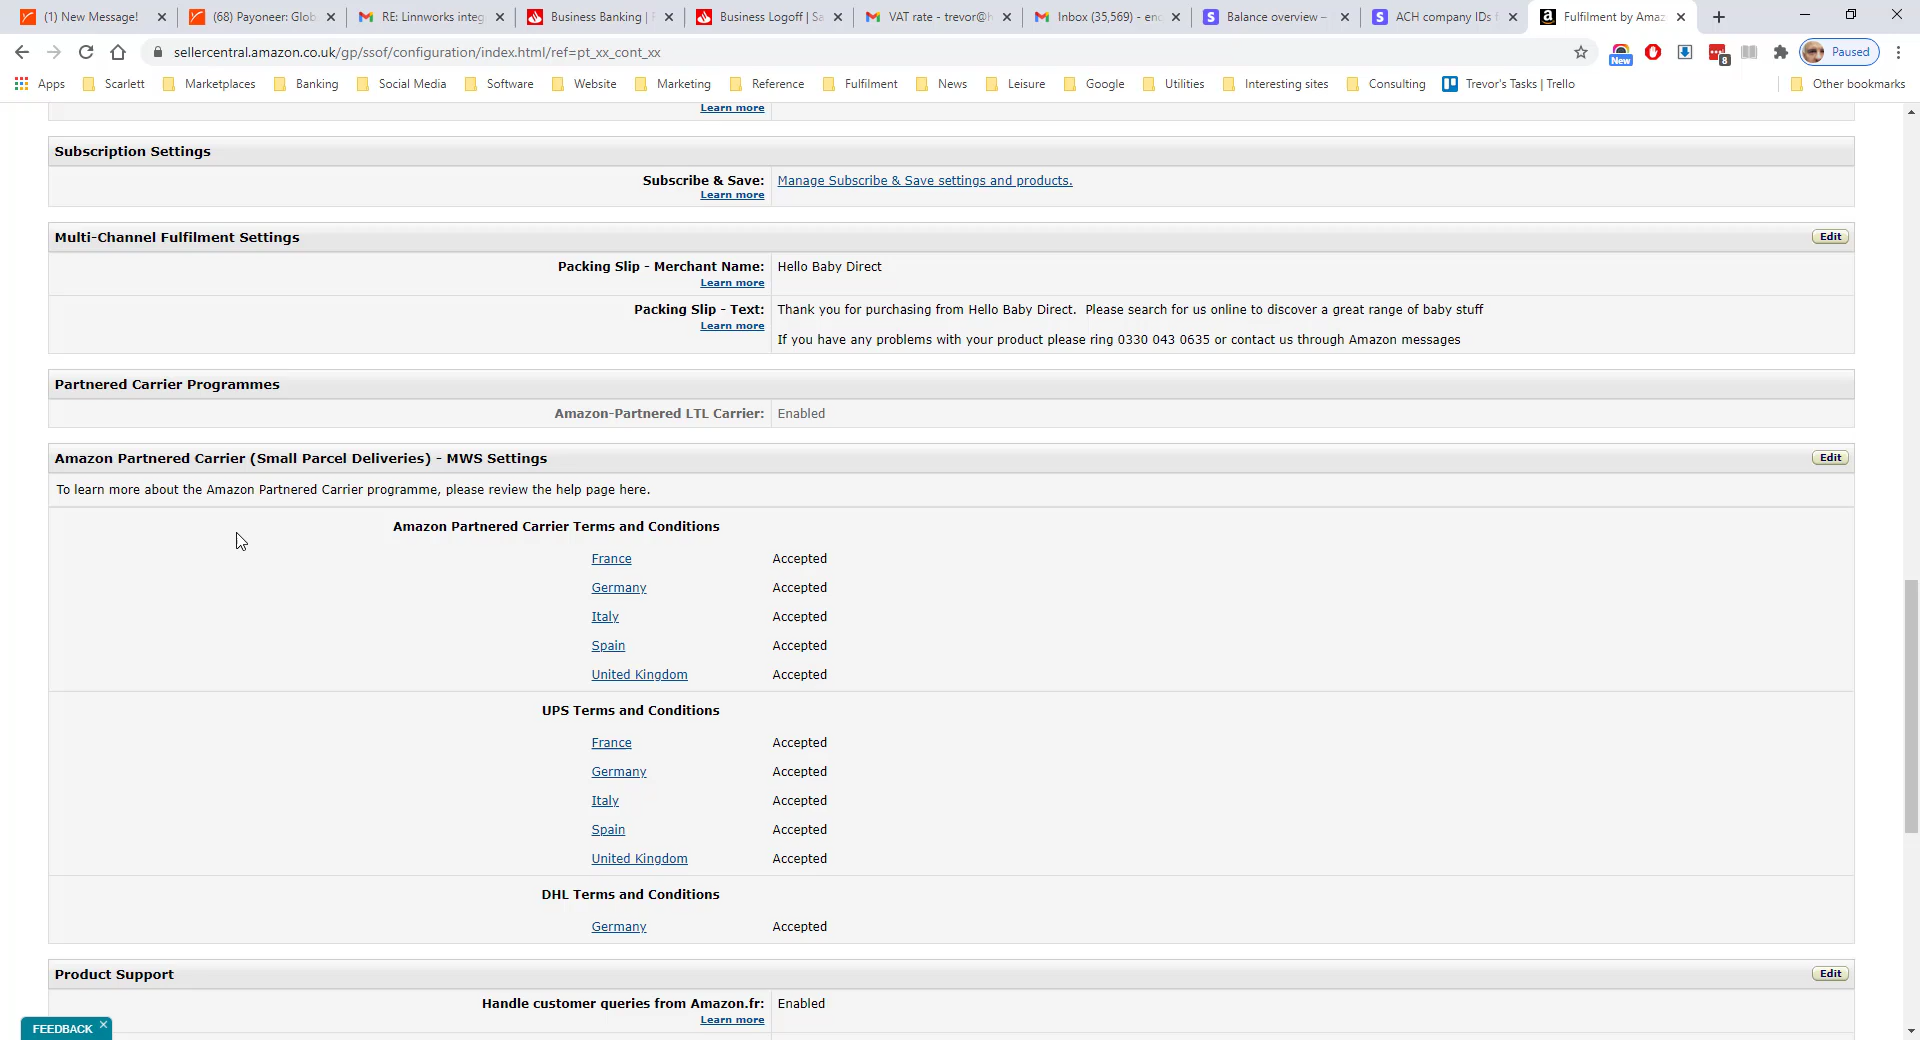 (1) New Message!
(68) Payoneer: Glob
RE: Linnworks integ
Business Banking |
Business Logoff | Sa
VAT rate - trevor@h
Inbox (35,569) - enq
Balance overview –
ACH company IDs f
Fulfilment by Amaz
sellercentral.amazon.co.uk/gp/ssof/configuration/index.html/ref=pt_xx_cont_xx
New
8
Paused
Apps
Scarlett
Marketplaces
Banking
Social Media
Software
Website
Marketing
Reference
Fulfilment
News
Leisure
Google
Utilities
Interesting sites
Consulting
Trevor's Tasks | Trello
Other bookmarks
Learn more
Subscription Settings
Subscribe & Save: Manage Subscribe & Save settings and products.
Learn more
Multi-Channel Fulfilment Settings Edit
Packing Slip - Merchant Name: Hello Baby Direct
Learn more
Packing Slip - Text: Thank you for purchasing from Hello Baby Direct.  Please search for us online to discover a great range of baby stuff
Learn more
If you have any problems with your product please ring 0330 043 0635 or contact us through Amazon messages
Partnered Carrier Programmes
Amazon-Partnered LTL Carrier: Enabled
Amazon Partnered Carrier (Small Parcel Deliveries) - MWS Settings Edit
To learn more about the Amazon Partnered Carrier programme, please review the help page here.
Amazon Partnered Carrier Terms and Conditions
France Accepted
Germany Accepted
Italy Accepted
Spain Accepted
United Kingdom Accepted
UPS Terms and Conditions
France Accepted
Germany Accepted
Italy Accepted
Spain Accepted
United Kingdom Accepted
DHL Terms and Conditions
Germany Accepted
Product Support Edit
Handle customer queries from Amazon.fr: Enabled
Learn more
FEEDBACK